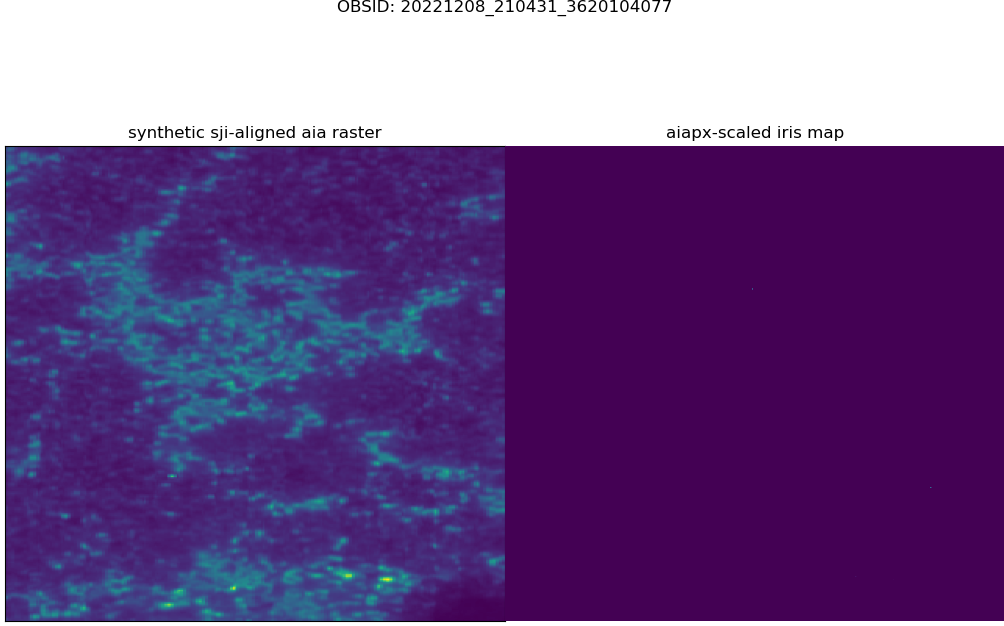 OBSID: 20221208_210431_3620104077
synthetic sji-aligned aia raster
aiapx-scaled iris map